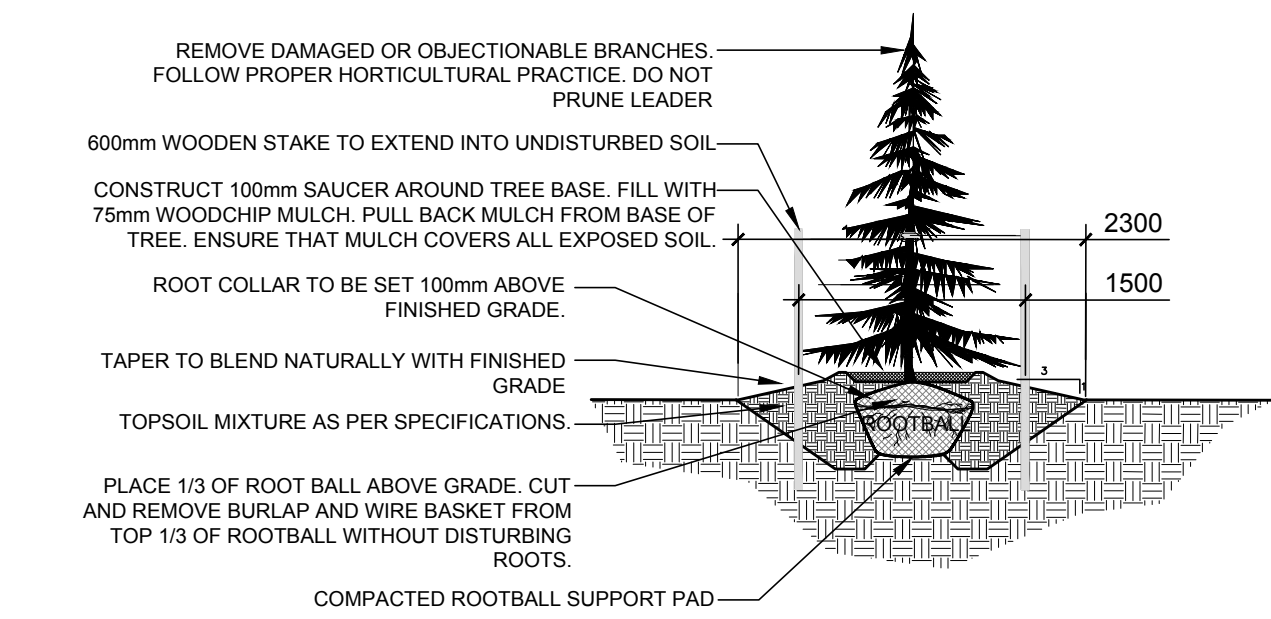 REMOVE DAMAGED OR OBJECTIONABLE BRANCHES.
FOLLOW PROPER HORTICULTURAL PRACTICE. DO NOT
PRUNE LEADER
600mm WOODEN STAKE TO EXTEND INTO UNDISTURBED SOIL
CONSTRUCT 100mm SAUCER AROUND TREE BASE. FILL WITH
75mm WOODCHIP MULCH. PULL BACK MULCH FROM BASE OF
TREE. ENSURE THAT MULCH COVERS ALL EXPOSED SOIL.
2300
1500
ROOT COLLAR TO BE SET 100mm ABOVE
FINISHED GRADE.
TAPER TO BLEND NATURALLY WITH FINISHED
GRADE
3
1
TOPSOIL MIXTURE AS PER SPECIFICATIONS.
ROOTBALL
PLACE 1/3 OF ROOT BALL ABOVE GRADE. CUT
AND REMOVE BURLAP AND WIRE BASKET FROM
TOP 1/3 OF ROOTBALL WITHOUT DISTURBING
ROOTS.
COMPACTED ROOTBALL SUPPORT PAD